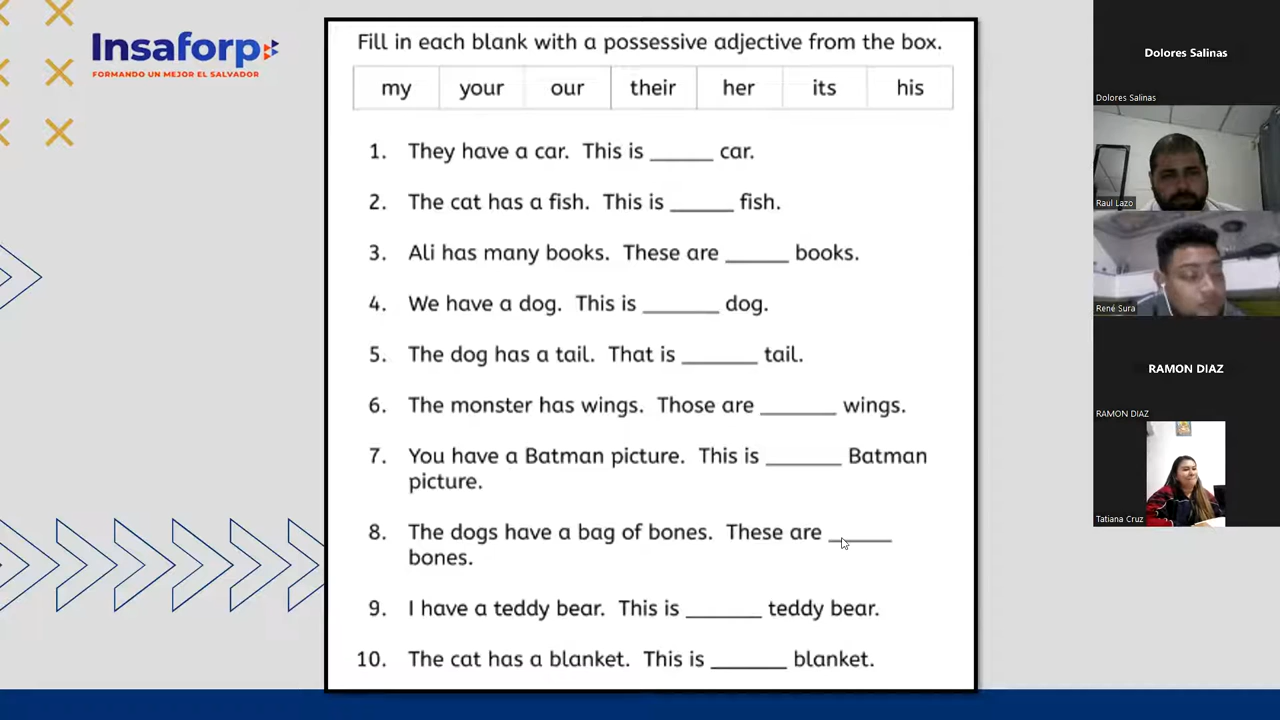 Insaforp
FORMANDO UN MEJOR EL SALVADOR
Fill in each blank with a possessive adjective from the box.
my your our their her its his
1. They have a car. This is ______ car.
2. The cat has a fish. This is ______ fish.
3. Ali has many books. These are ______ books.
4. We have a dog. This is _______ dog.
5. The dog has a tail. That is _______ tail.
6. The monster has wings. Those are _______ wings.
7. You have a Batman picture. This is _______ Batman
picture.
8. The dogs have a bag of bones. These are ______
bones.
9. I have a teddy bear. This is _______ teddy bear.
10. The cat has a blanket. This is _______ blanket.
Dolores Salinas
Dolores Salinas
Raul Lazo
René Sura
RAMON DIAZ
RAMON DIAZ
Tatiana Cruz